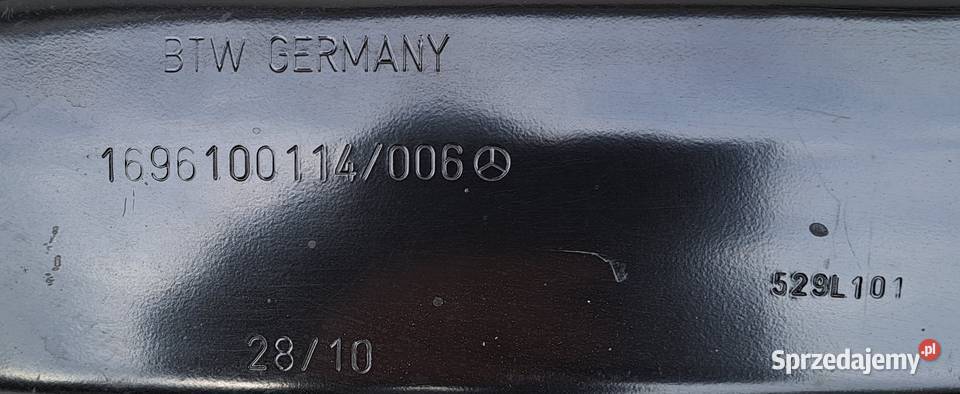 BTW GERMANY
1696100114/006
529L101
28/10
Sprzedajemy.pl